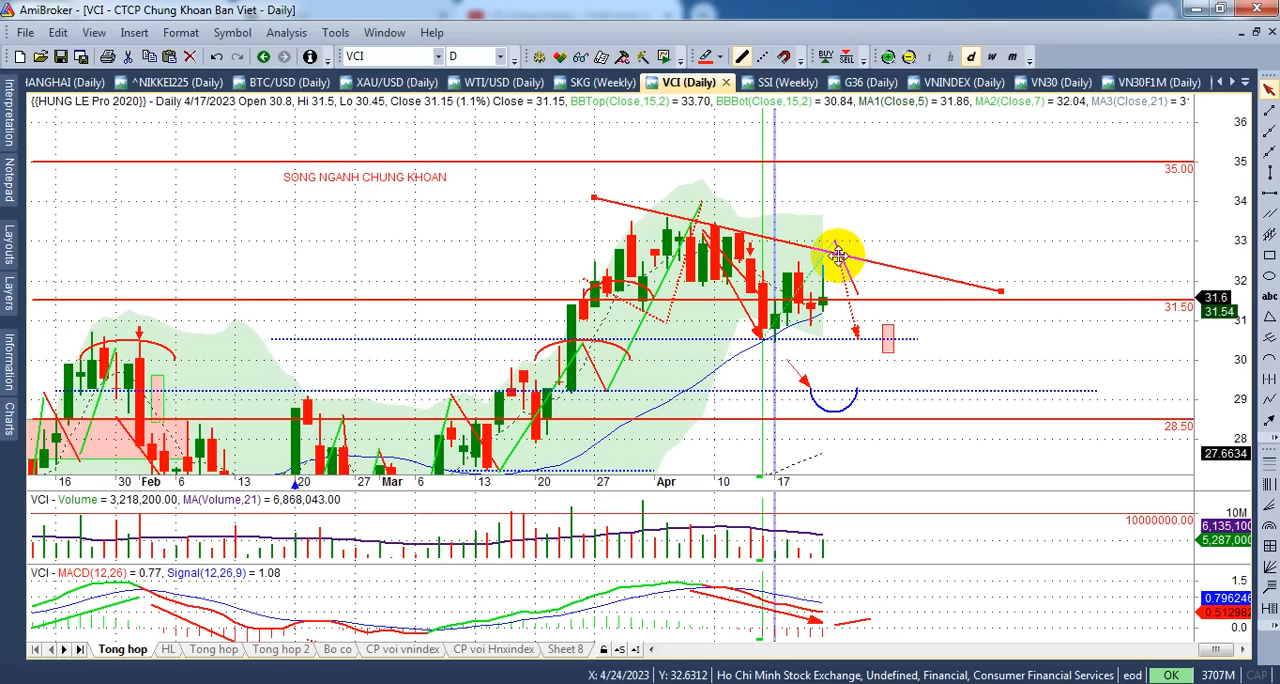 AmiBroker - [VCI - CTCP Chung Khoan Ban Viet - Daily]
File Edit View Insert Format Symbol Analysis Tools Window Help
VCI D BUY SELL i h d w m
HANGHAI (Daily) ^NIKKEI225 (Daily) BTC/USD (Daily) XAU/USD (Daily) WTI/USD (Daily) SKG (Weekly) VCI (Daily) SSI (Weekly) G36 (Daily) VNINDEX (Daily) VN30 (Daily) VN30F1M (Daily)
{{HUNG LE Pro 2020}} - Daily 4/17/2023 Open 30.8, Hi 31.5, Lo 30.45, Close 31.15 (1.1%) Close = 31.15, BBTop(Close,15,2) = 33.70, BBBot(Close,15,2) = 30.84, MA1(Close,5) = 31.86, MA2(Close,7) = 32.04, MA3(Close,21) = 3
Interpretation
Notepad
Layouts
Layers
Information
Charts
abc
SONG NGANH CHUNG KHOAN
36
35
35.00
34
33
32
31.6
31.50
31.54
31
30
29
28.50
28
27.6634
16 30 Feb 6 13 20 27 Mar 6 13 20 27 Apr 10 17
VCI - Volume = 3,218,200.00, MA(Volume,21) = 6,868,043.00
10M
10000000.00
6,135,100
5,287,000
VCI - MACD(12,26) = 0.77, Signal(12,26,9) = 1.08
1.5
0.796246
0.512982
0.0
Tong hop HL Tong hop Tong hop 2 Bo co CP voi vnindex CP voi Hnxindex Sheet 8
X: 4/24/2023 Y: 32.6312 Ho Chi Minh Stock Exchange, Undefined, Financial, Consumer Financial Services eod OK 3707M CAP